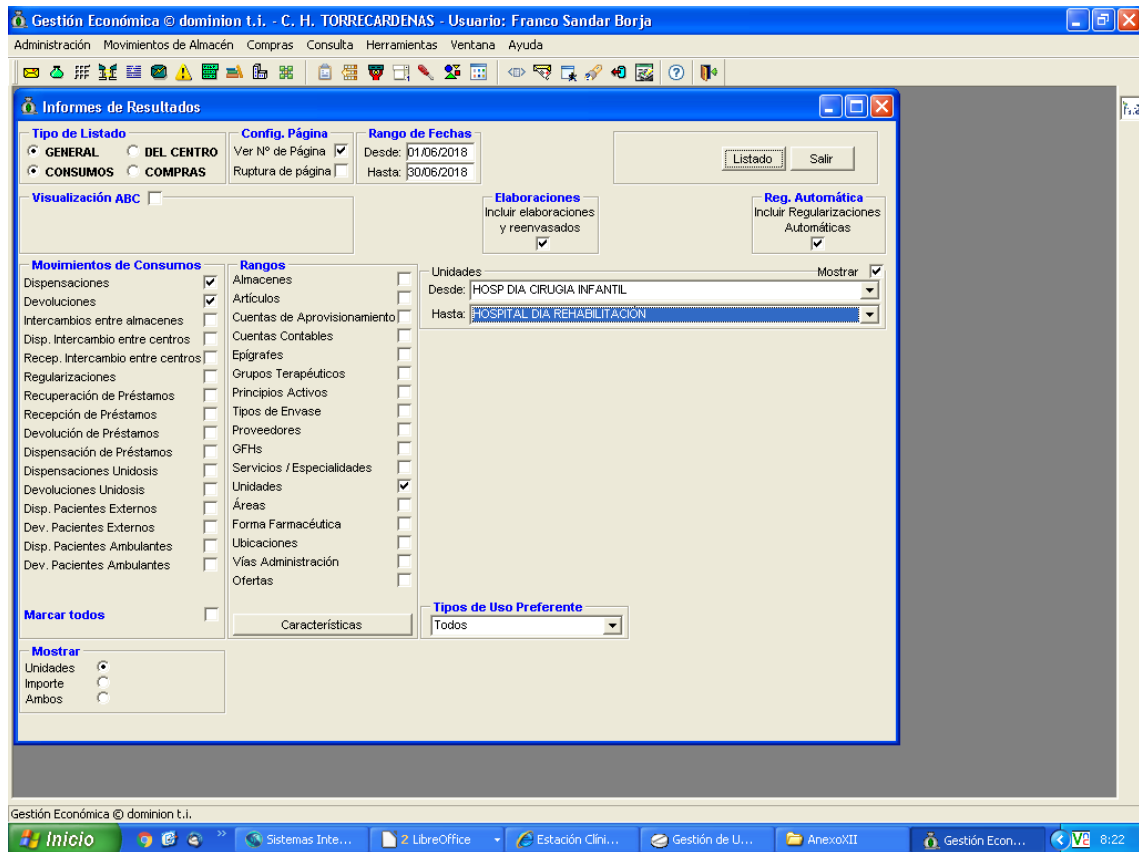 Gestión Económica © dominion t.i. - C. H. TORRECARDENAS - Usuario: Franco Sandar Borja
Administración Movimientos de Almacén Compras Consulta Herramientas Ventana Ayuda
Informes de Resultados
Tipo de Listado
GENERAL DEL CENTRO
CONSUMOS COMPRAS
Config. Página
Ver Nº de Página
Ruptura de página
Rango de Fechas
Desde: 01/06/2018
Hasta: 30/06/2018
Listado Salir
Visualización ABC
Elaboraciones
Incluir elaboraciones
y reenvasados
Reg. Automática
Incluir Regularizaciones
Automáticas
Movimientos de Consumos
Dispensaciones
Devoluciones
Intercambios entre almacenes
Disp. Intercambio entre centros
Recep. Intercambio entre centros
Regularizaciones
Recuperación de Préstamos
Recepción de Préstamos
Devolución de Préstamos
Dispensación de Préstamos
Dispensaciones Unidosis
Devoluciones Unidosis
Disp. Pacientes Externos
Dev. Pacientes Externos
Disp. Pacientes Ambulantes
Dev. Pacientes Ambulantes
Marcar todos
Rangos
Almacenes
Artículos
Cuentas de Aprovisionamiento
Cuentas Contables
Epígrafes
Grupos Terapéuticos
Principios Activos
Tipos de Envase
Proveedores
GFHs
Servicios / Especialidades
Unidades
Áreas
Forma Farmacéutica
Ubicaciones
Vías Administración
Ofertas
Características
Unidades Mostrar
Desde: HOSP DIA CIRUGIA INFANTIL
Hasta: HOSPITAL DIA REHABILITACIÓN
Tipos de Uso Preferente
Todos
Mostrar
Unidades
Importe
Ambos
Gestión Económica © dominion t.i.
Inicio » Sistemas Inte... 2 LibreOffice Estación Clíni... Gestión de U... AnexoXII Gestión Econ... 8:22